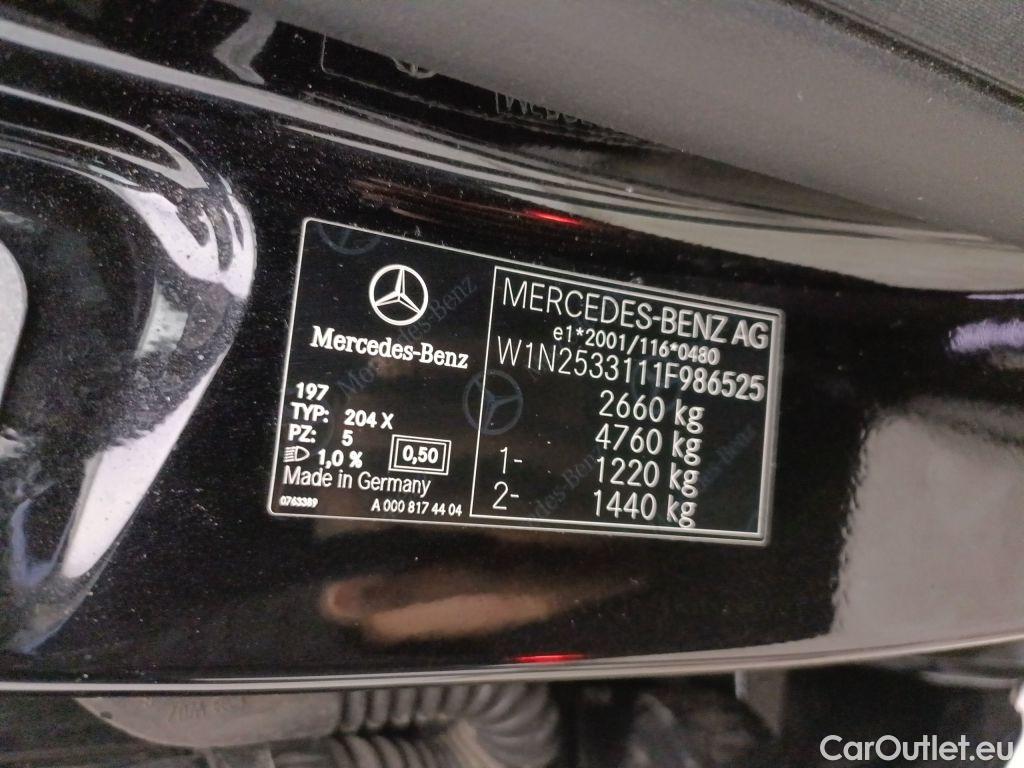 Mercedes-Benz
197
TYP: 204 X
PZ: 5
1,0 %
0,50
Made in Germany
0763389
A 000 817 44 04
MERCEDES-BENZ AG
e1*2001/116*0480
W1N2533111F986525
2660 kg
4760 kg
1- 1220 kg
2- 1440 kg
CarOutlet.eu